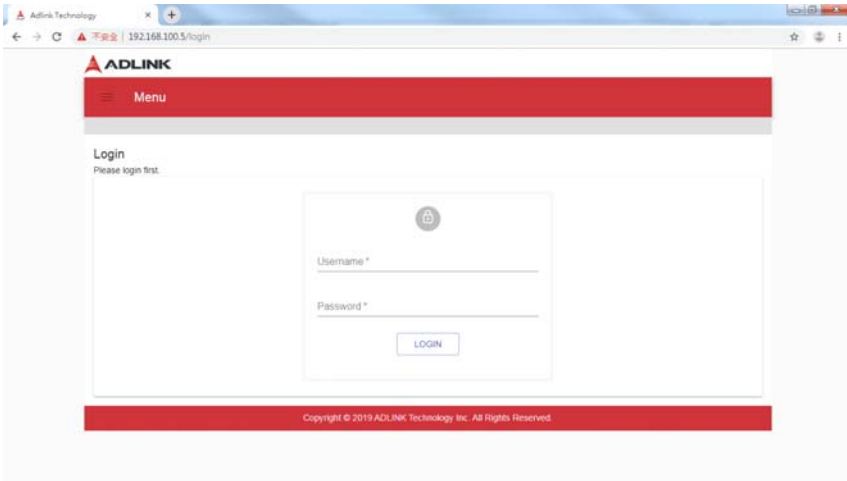 Adlink Technology
不安全 | 192.168.100.5/login
ADLINK
Menu
Login
Please login first.
Username *
Password *
LOGIN
Copyright © 2019 ADLINK Technology Inc. All Rights Reserved.